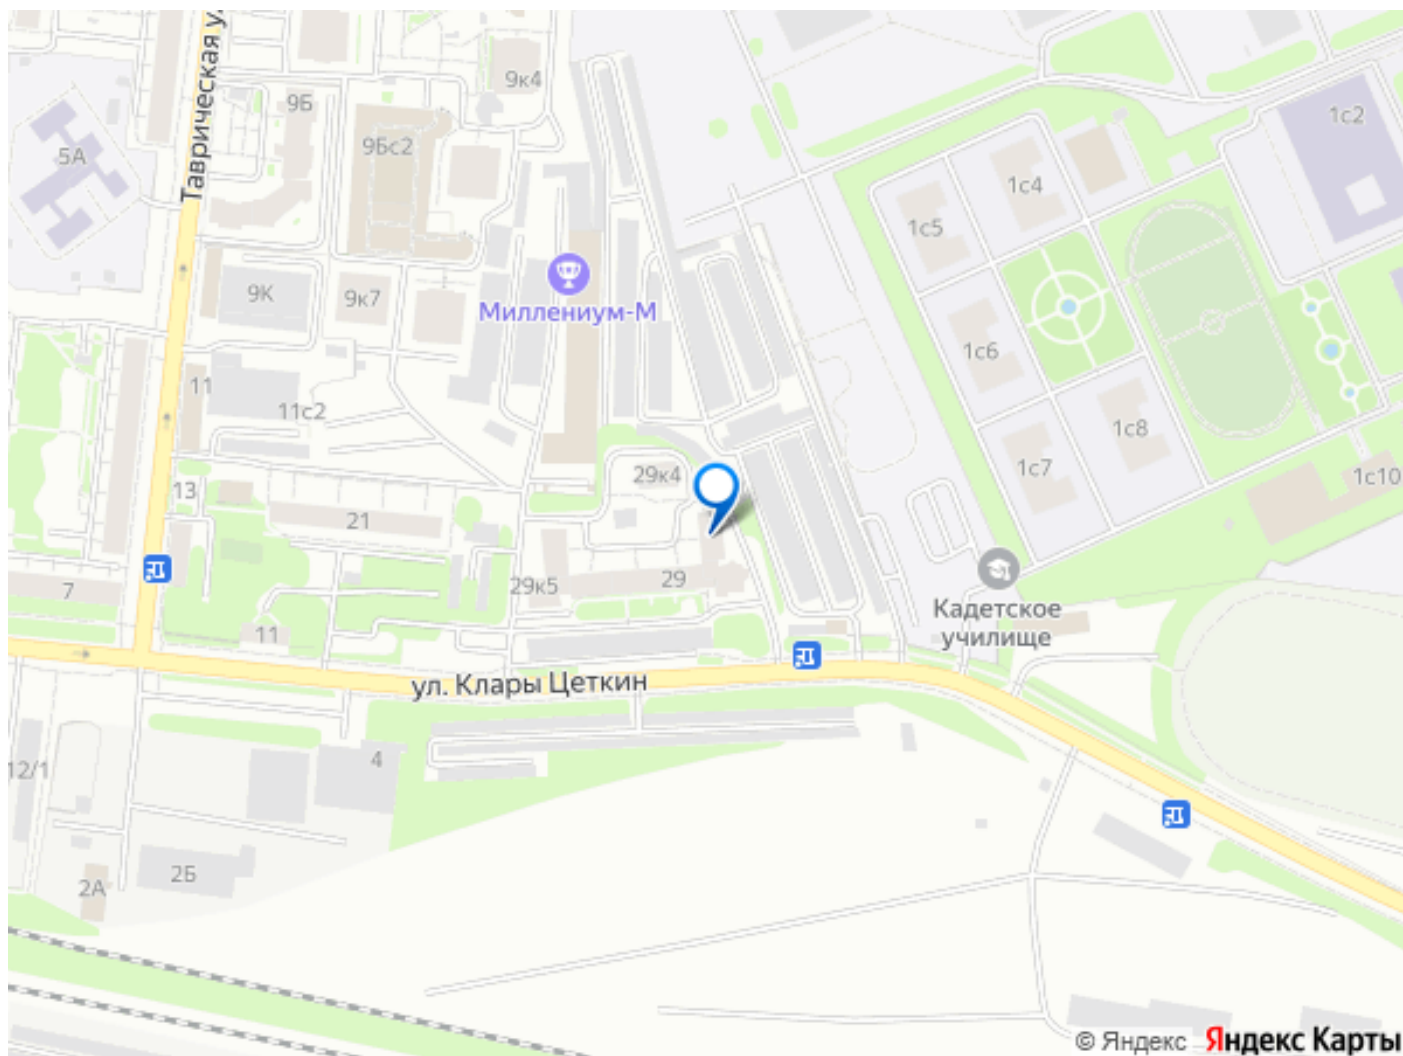 Таврическая у
9к4
9Б
1с2
9Бс2
5А
1с4
1с5
9К
9к7
Миллениум-М
1с6
11
11с2
1с8
1с7
29к4
1с10
13
21
29к5
29
7
Кадетское
училище
11
ул. Клары Цеткин
4
12/1
2Б
2А
© Яндекс Яндекс Карты